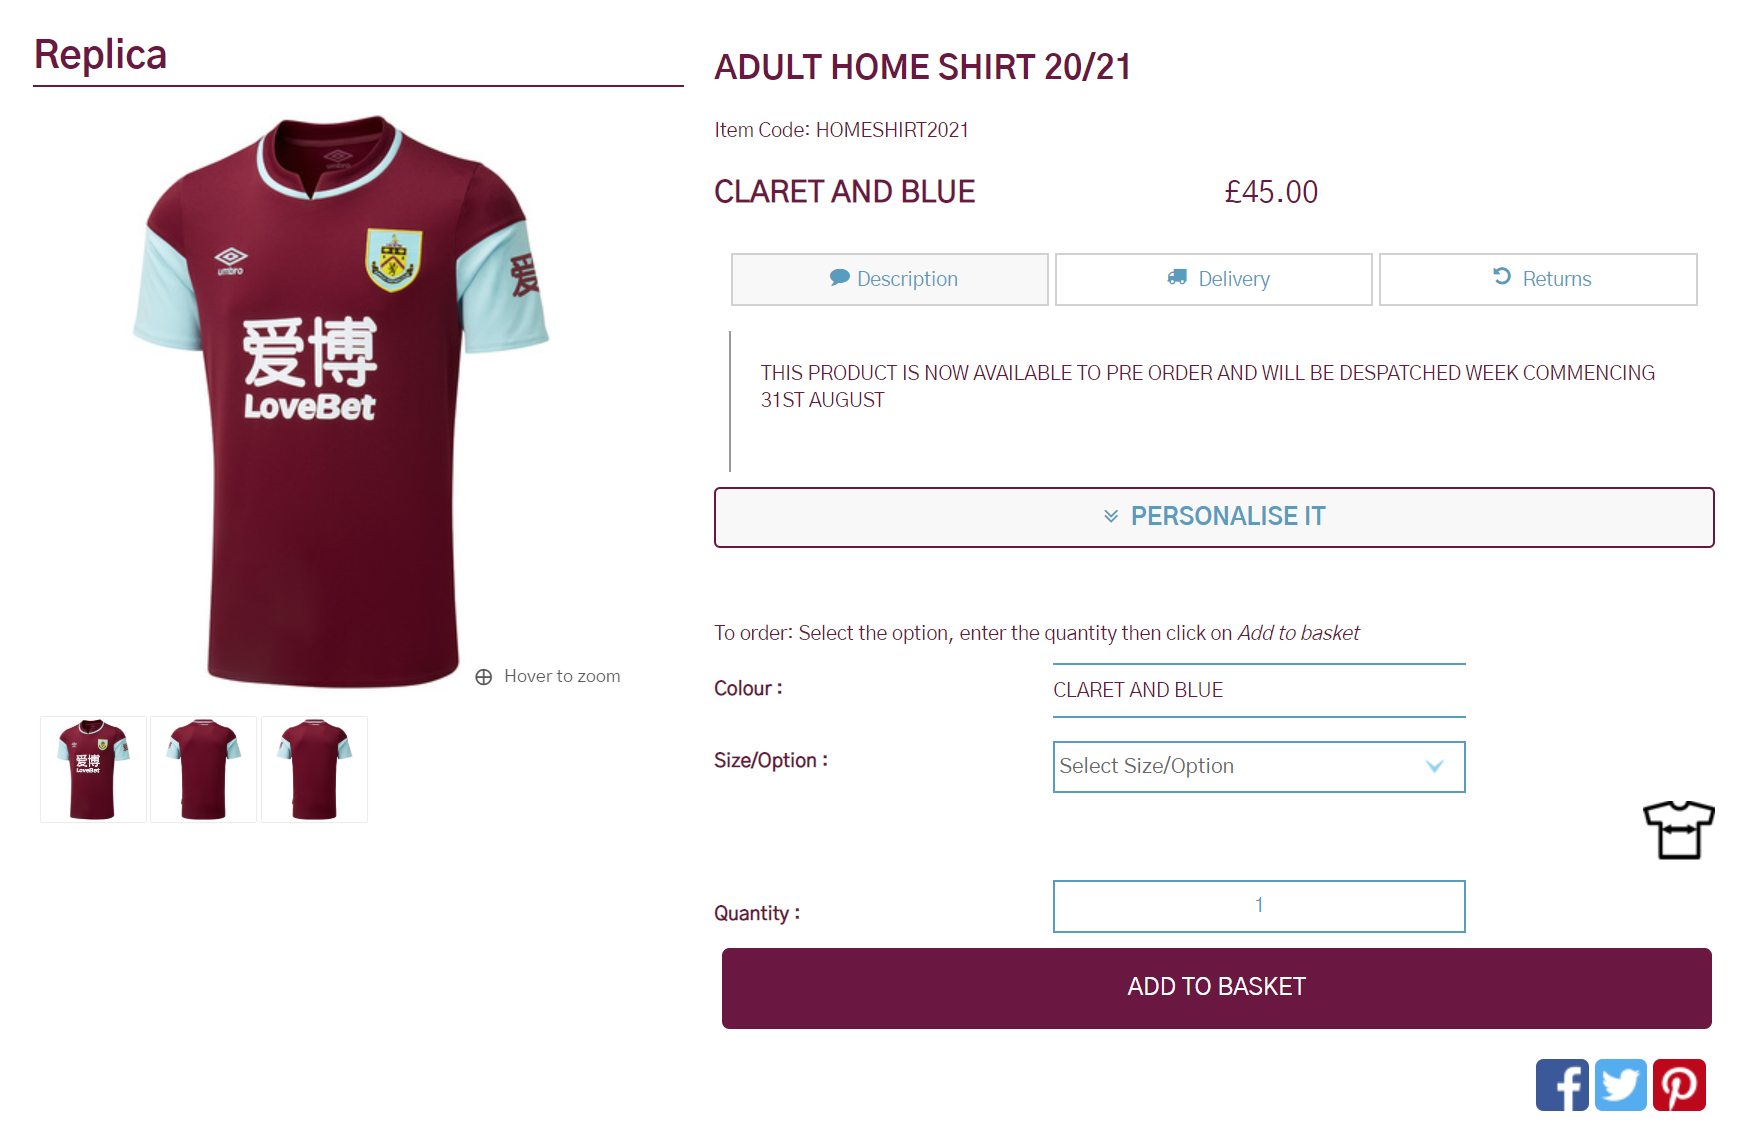 Replica
umbro
umbro
爱
爱博
LoveBet
Hover to zoom
爱博
LoveBet
ADULT HOME SHIRT 20/21
Item Code: HOMESHIRT2021
CLARET AND BLUE
£45.00
Description
Delivery
Returns
THIS PRODUCT IS NOW AVAILABLE TO PRE ORDER AND WILL BE DESPATCHED WEEK COMMENCING
31ST AUGUST
PERSONALISE IT
To order: Select the option, enter the quantity then click on Add to basket
Colour :
CLARET AND BLUE
Size/Option :
Select Size/Option
Quantity :
1
ADD TO BASKET